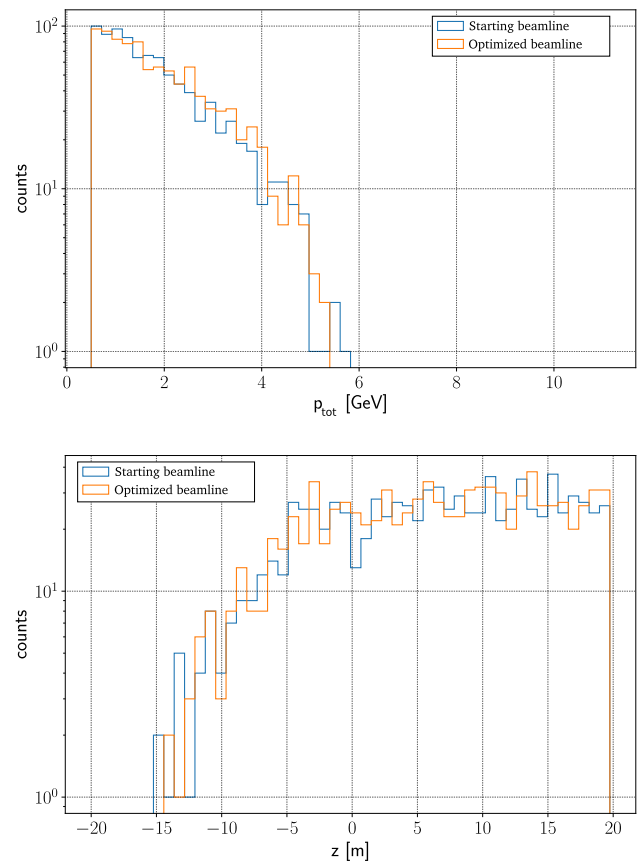 10²
10¹
10⁰
counts
Starting beamline
Optimized beamline
0 2 4 6 8 10
p_tot [GeV]
Starting beamline
Optimized beamline
10¹
10⁰
counts
−20 −15 −10 −5 0 5 10 15 20
z [m]